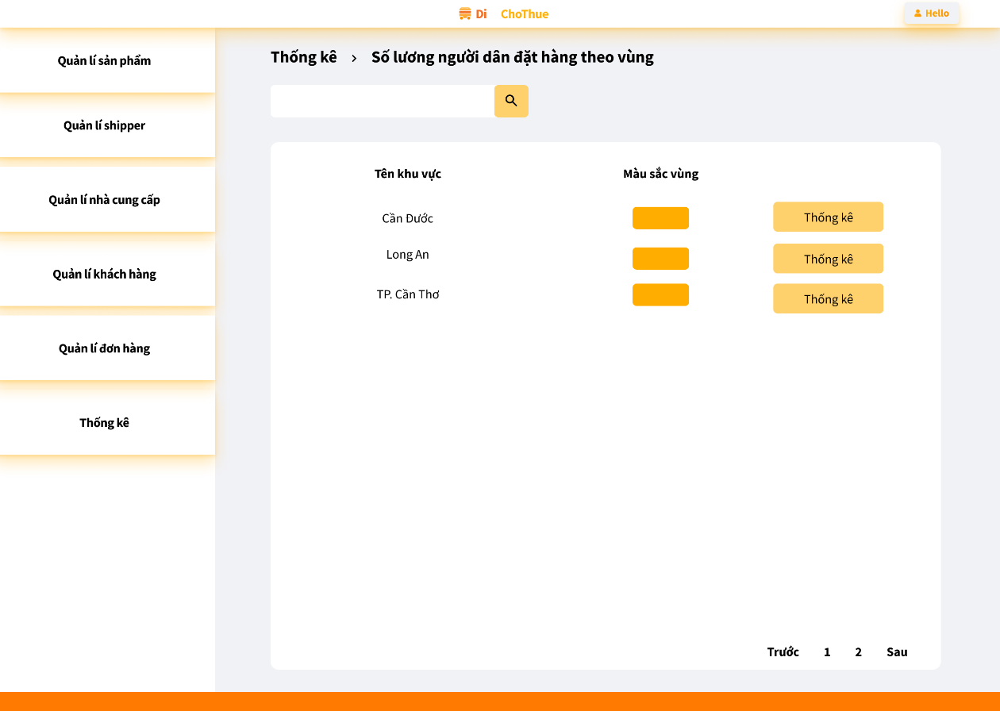 Di ChoThue
Hello
Quản lí sản phẩm
Quản lí shipper
Quản lí nhà cung cấp
Quản lí khách hàng
Quản lí đơn hàng
Thống kê
Thống kê › Số lương người dân đặt hàng theo vùng
Tên khu vực Màu sắc vùng
Cần Đước Thống kê
Long An Thống kê
TP. Cần Thơ Thống kê
Trước 1 2 Sau